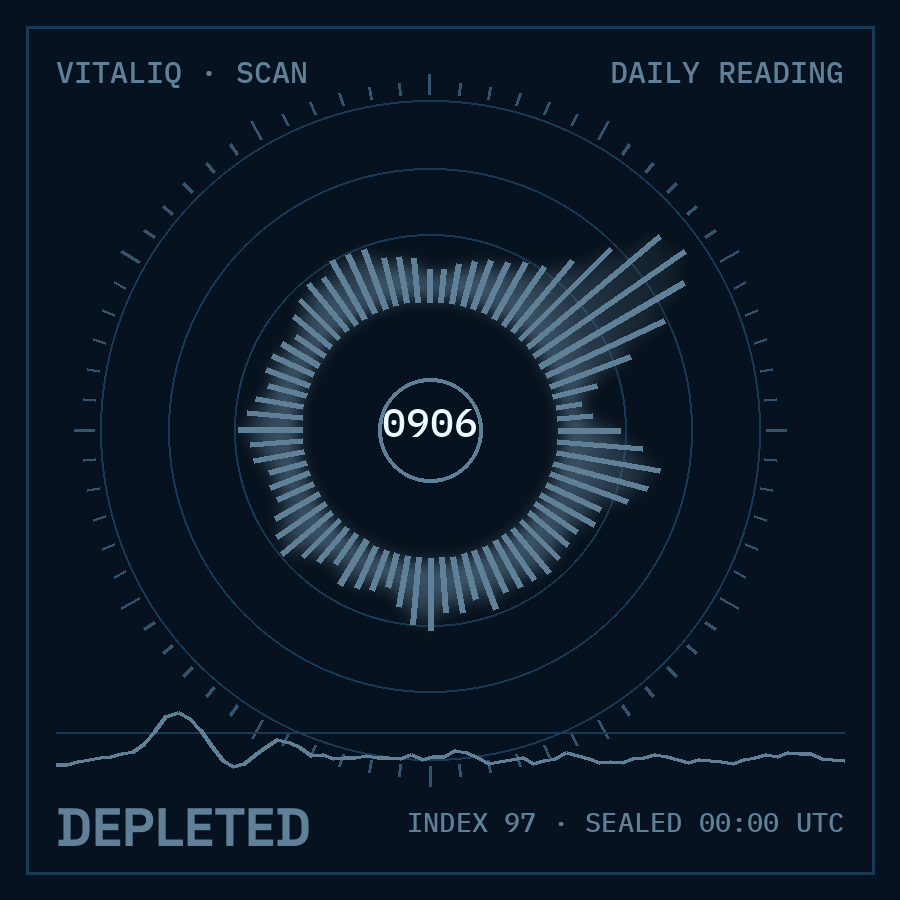 VITALIQ · SCAN
DAILY READING
0906
DEPLETED
INDEX 97 · SEALED 00:00 UTC